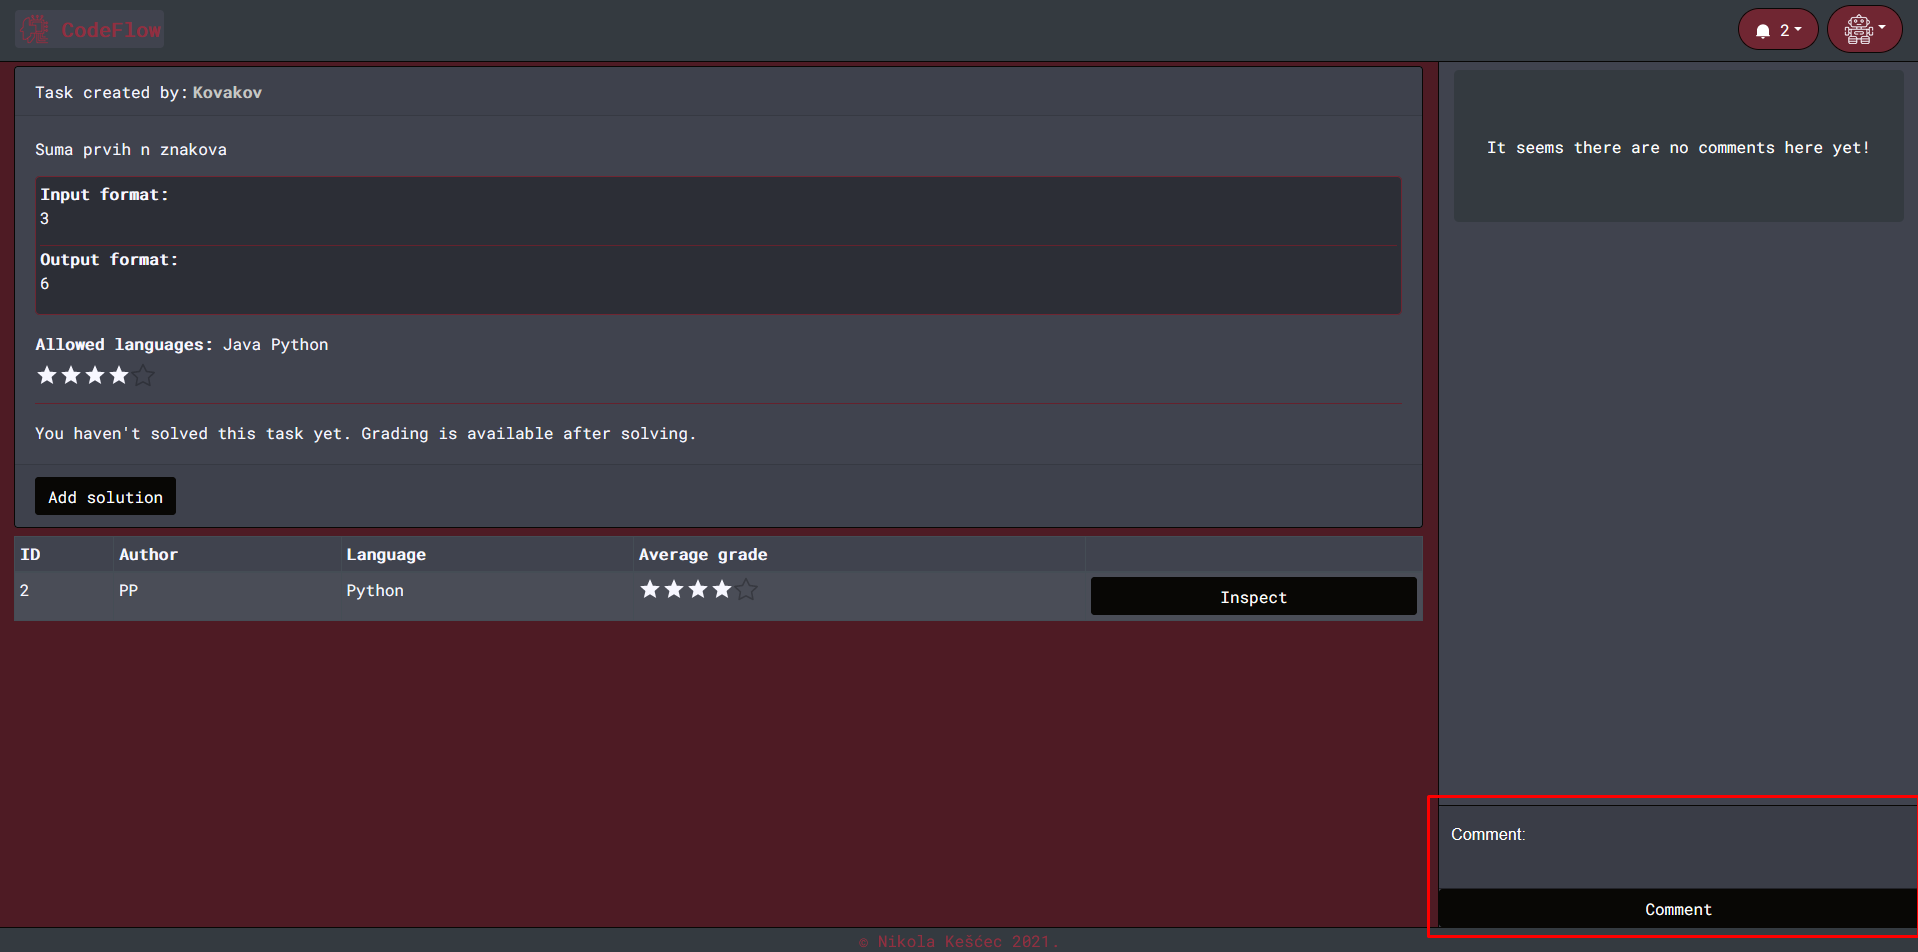 CodeFlow
2
Task created by: Kovakov
Suma prvih n znakova
Input format:
3
Output format:
6
Allowed languages: Java Python
You haven't solved this task yet. Grading is available after solving.
Add solution
ID Author Language Average grade
2 PP Python Inspect
It seems there are no comments here yet!
Comment:
Comment
© Nikola Kešćec 2021.